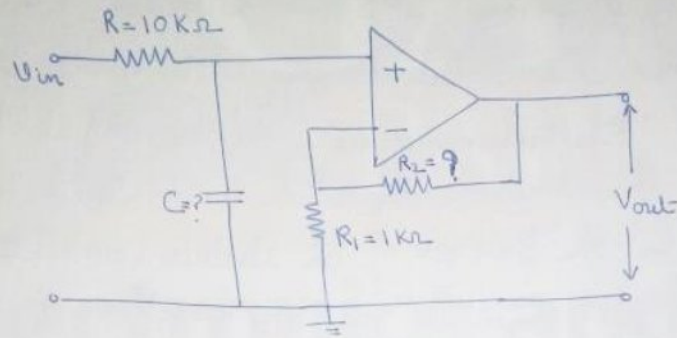 R=10KΩ
Vin
+
−
R2=?
C=?
R1=1KΩ
Vout